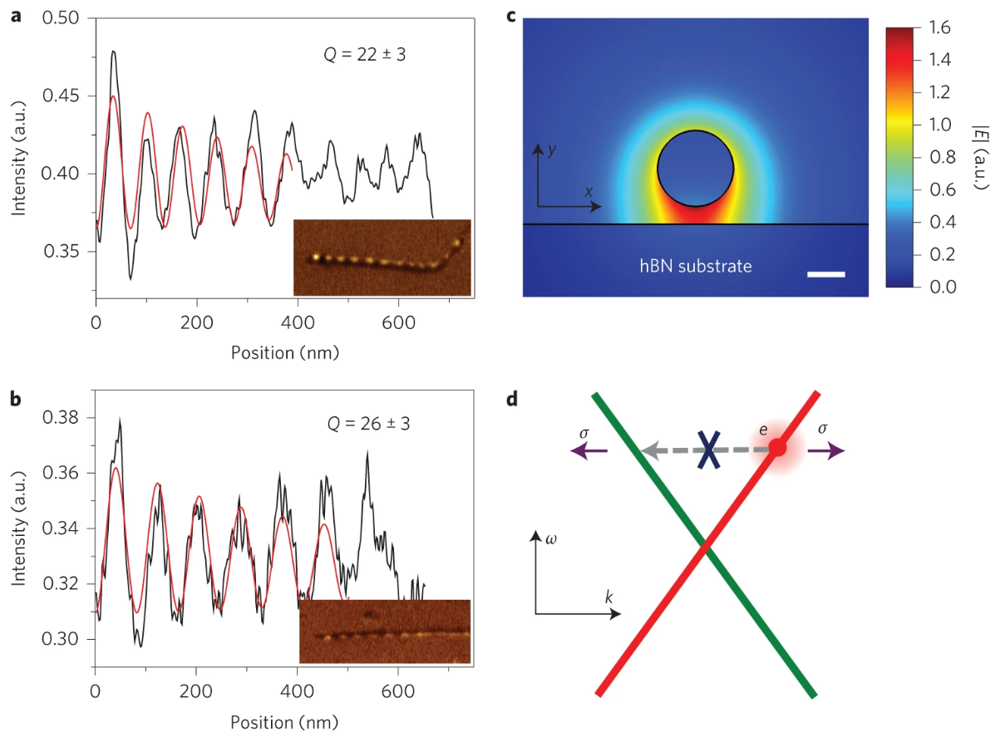 a
0.50
0.45
0.40
0.35
Intensity (a.u.)
Q = 22 ± 3
0
200
400
600
Position (nm)
b
0.38
0.36
0.34
0.32
0.30
Intensity (a.u.)
Q = 26 ± 3
0
200
400
600
Position (nm)
c
y
x
hBN substrate
1.6
1.4
1.2
1.0
0.8
0.6
0.4
0.2
0.0
|E| (a.u.)
d
σ
e
σ
ω
k